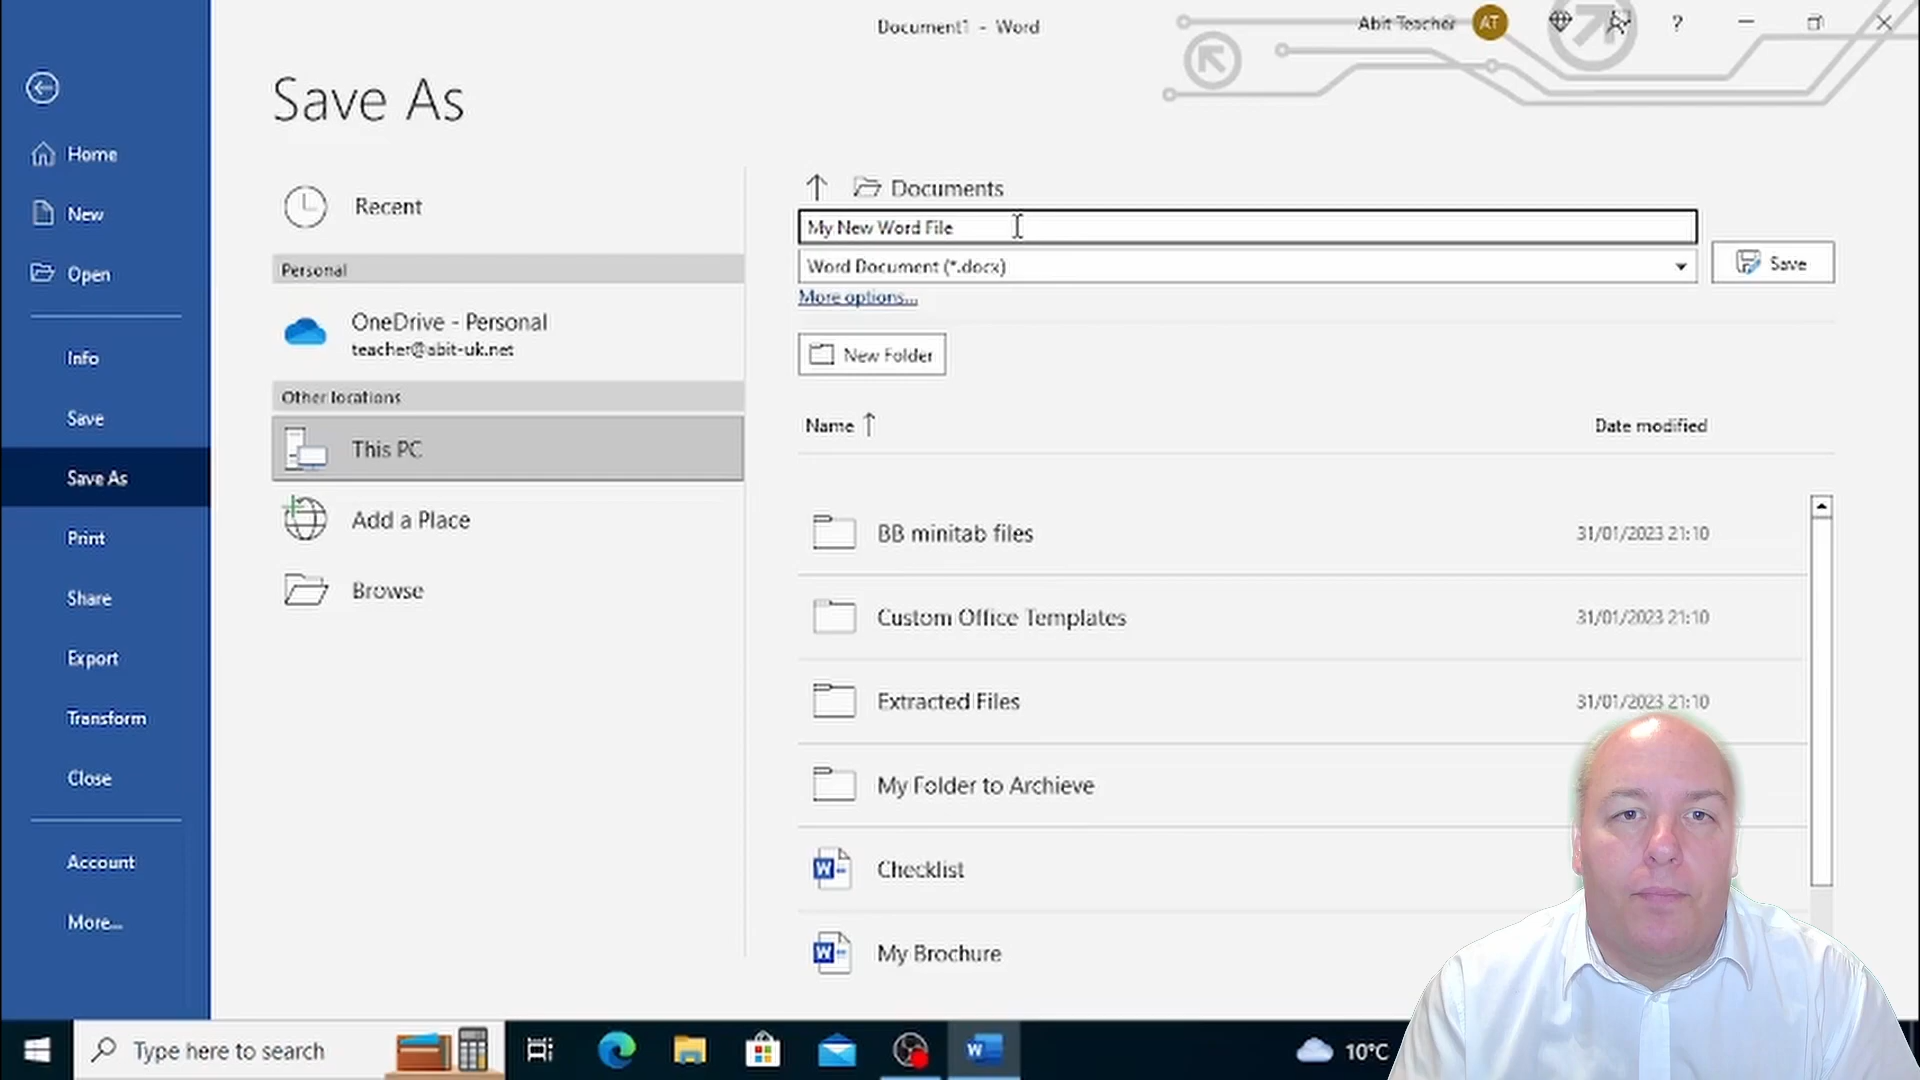 Document1 - Word
Abit Teacher
AT
?
Save As
Home
New
Open
Info
Save
Save As
Print
Share
Export
Transform
Close
Account
More...
Recent
Personal
OneDrive - Personal
teacher@abit-uk.net
Other locations
This PC
Add a Place
Browse
Documents
My New Word File
Word Document (*.docx)
Save
More options...
New Folder
Name
Date modified
BB minitab files
31/01/2023 21:10
Custom Office Templates
31/01/2023 21:10
Extracted Files
31/01/2023 21:10
My Folder to Archieve
Checklist
My Brochure
Type here to search
10°C